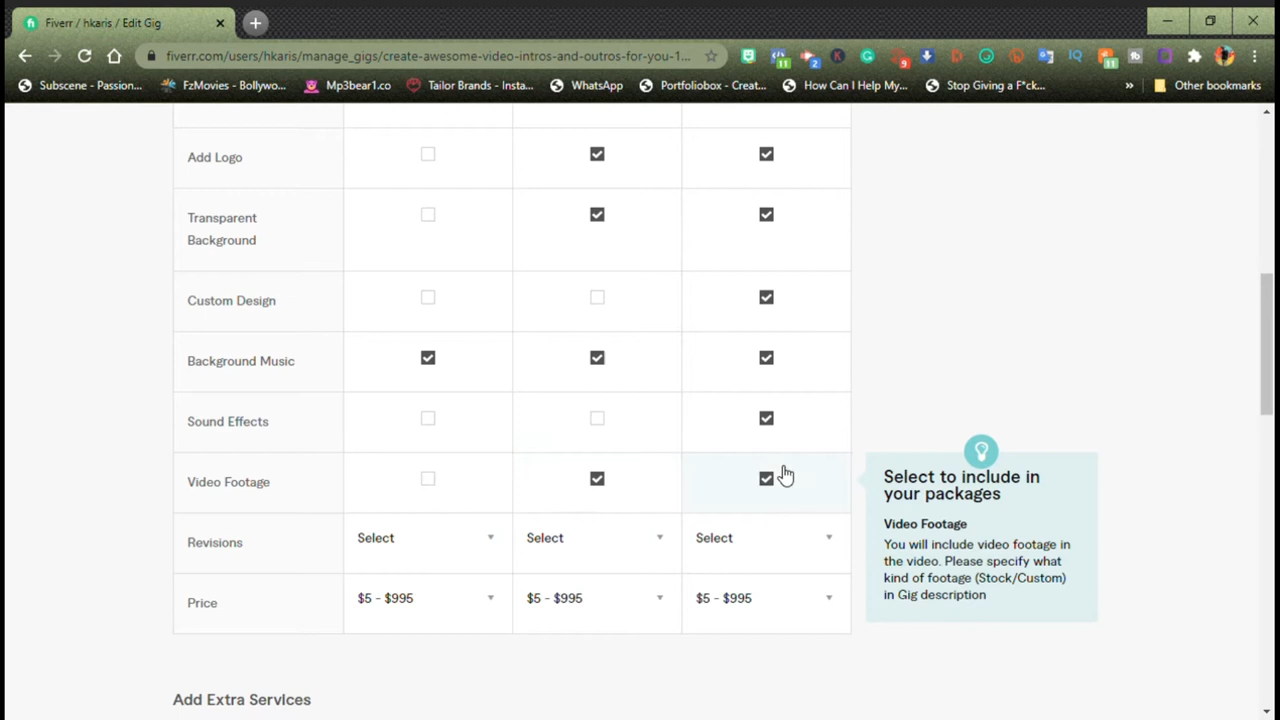 Fiverr / hkaris / Edit Gig
fiverr.com/users/hkaris/manage_gigs/create-awesome-video-intros-and-outros-for-you-1...
11
2
9
11
Subscene - Passion...
FzMovies - Bollywo...
Mp3bear1.co
Tailor Brands - Insta...
WhatsApp
Portfoliobox - Creat...
How Can I Help My...
Stop Giving a F*ck...
»
Other bookmarks
Add Logo
Transparent
Background
Custom Design
Background Music
Sound Effects
Video Footage
Revisions
Select
Select
Select
Price
$5 - $995
$5 - $995
$5 - $995
Select to include in
your packages
Video Footage
You will include video footage in
the video. Please specify what
kind of footage (Stock/Custom)
in Gig description
Add Extra Services